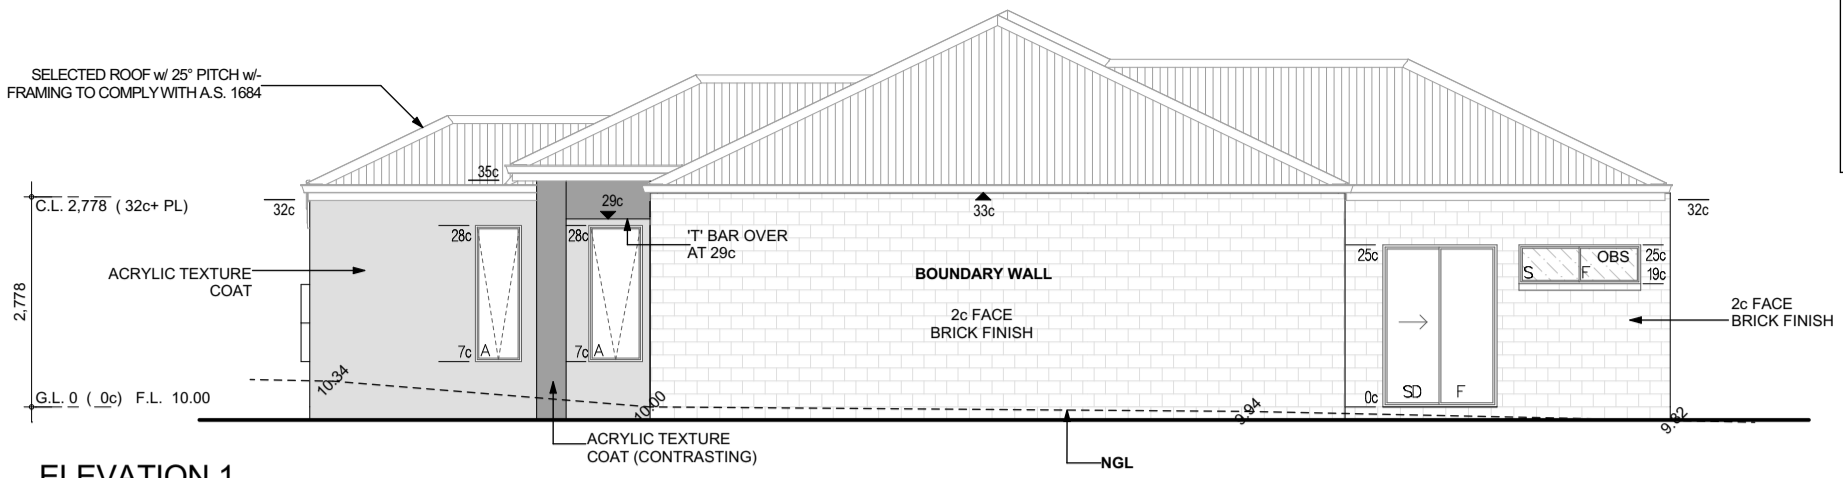 SELECTED ROOF w/ 25° PITCH w/-
FRAMING TO COMPLY WITH A.S. 1684
35c
C.L. 2,778 ( 32c+ PL)
32c
29c
33c
32c
28c
28c
'T' BAR OVER
AT 29c
25c
OBS
25c
S
F
19c
ACRYLIC TEXTURE
COAT
BOUNDARY WALL
2c FACE
BRICK FINISH
2c FACE
BRICK FINISH
2,778
7c
A
7c
A
10.34
G.L. 0 ( 0c) F.L. 10.00
10.00
0c
SD
F
9.94
9.82
ACRYLIC TEXTURE
COAT (CONTRASTING)
NGL
ELEVATION 1